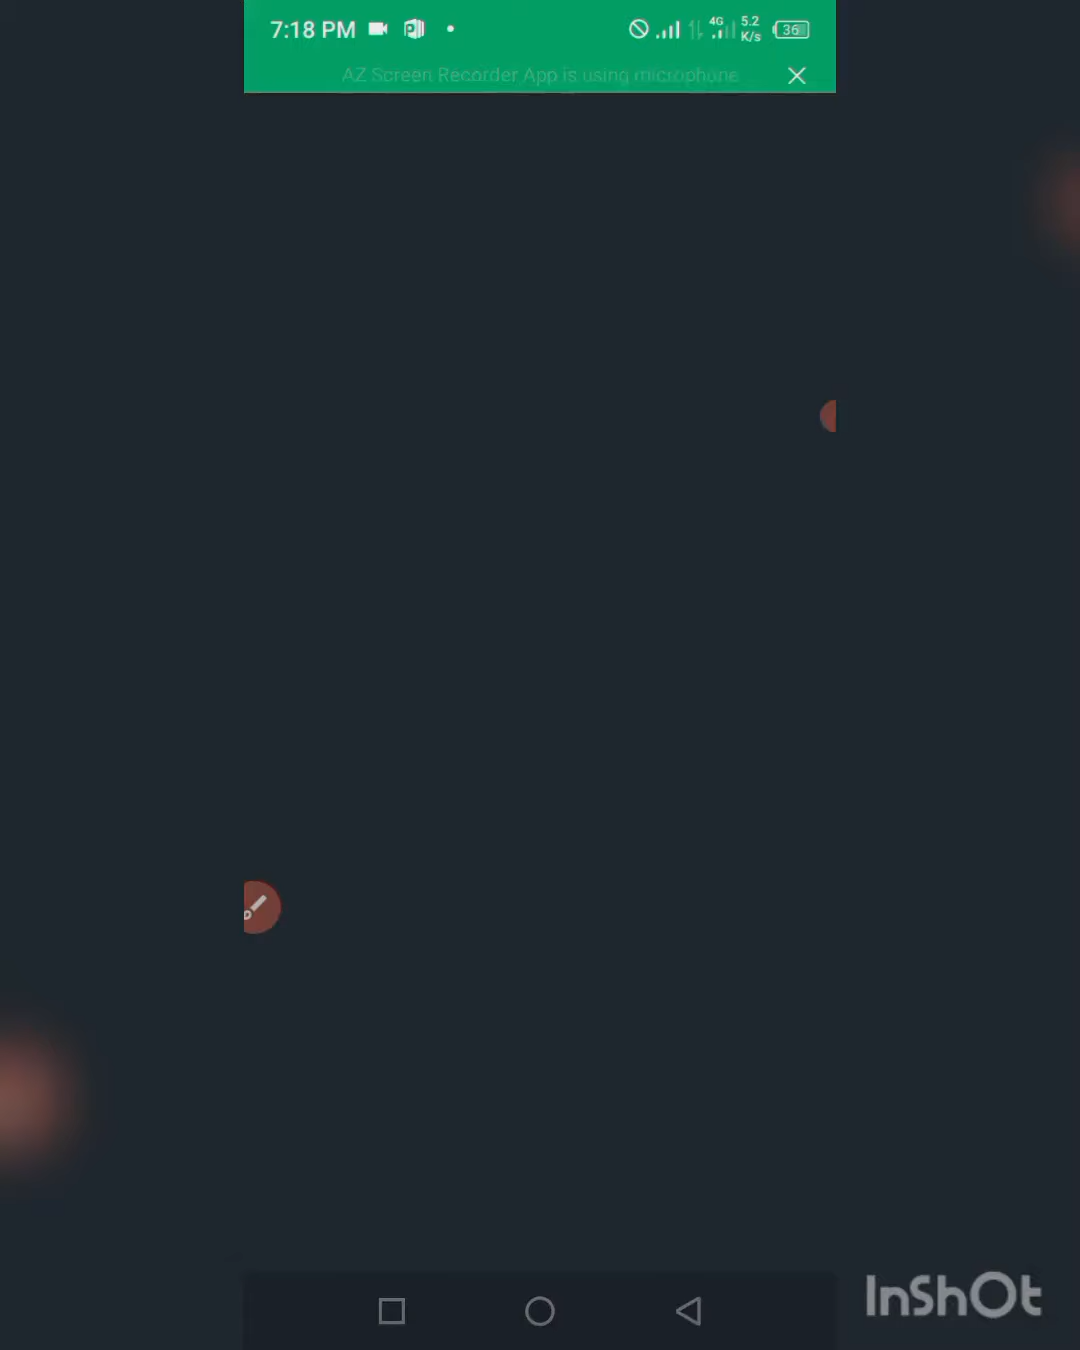 7:18 PM
4G
5.2
K/s
36
AZ Screen Recorder App is using microphone
InShOt